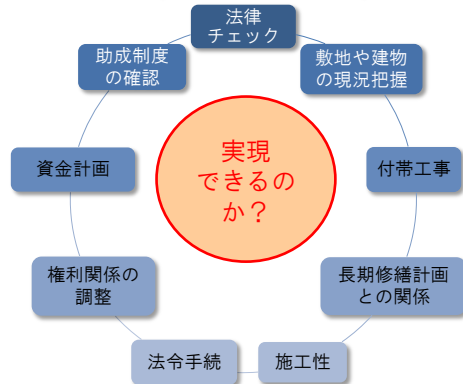 法律
チェック
敷地や建物
の現況把握
付帯工事
長期修繕計画
との関係
施工性
法令手続
権利関係の
調整
資金計画
助成制度
の確認
実現
できるの
か？